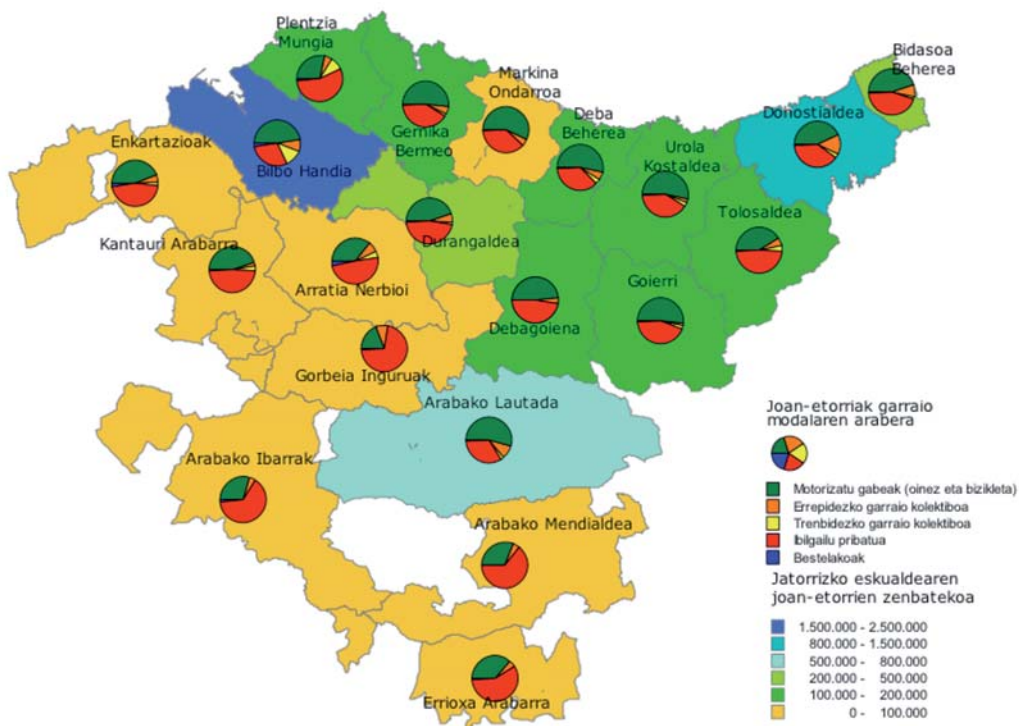 Plentzia
Mungia
Bidasoa
Beherea
Markina
Ondarroa
Donostialdea
Deba
Beherea
Gernika
Bermeo
Enkartazioak
Urola
Kostaldea
Bilbo Handia
Tolosaldea
Durangaldea
Kantauri Arabarra
Arratia Nerbioi
Goierri
Debagoiena
Gorbeia Inguruak
Arabako Lautada
Arabako Ibarrak
Arabako Mendialdea
Errioxa Arabarra
Joan-etorriak garraio
modalaren arabera
Motorizatu gabeak (oinez eta bizikleta)
Errepidezko garraio kolektiboa
Trenbidezko garraio kolektiboa
Ibilgailu pribatua
Bestelakoak
Jatorrizko eskualdearen
joan-etorrien zenbatekoa
1.500.000 - 2.500.000
800.000 - 1.500.000
500.000 - 800.000
200.000 - 500.000
100.000 - 200.000
0 - 100.000